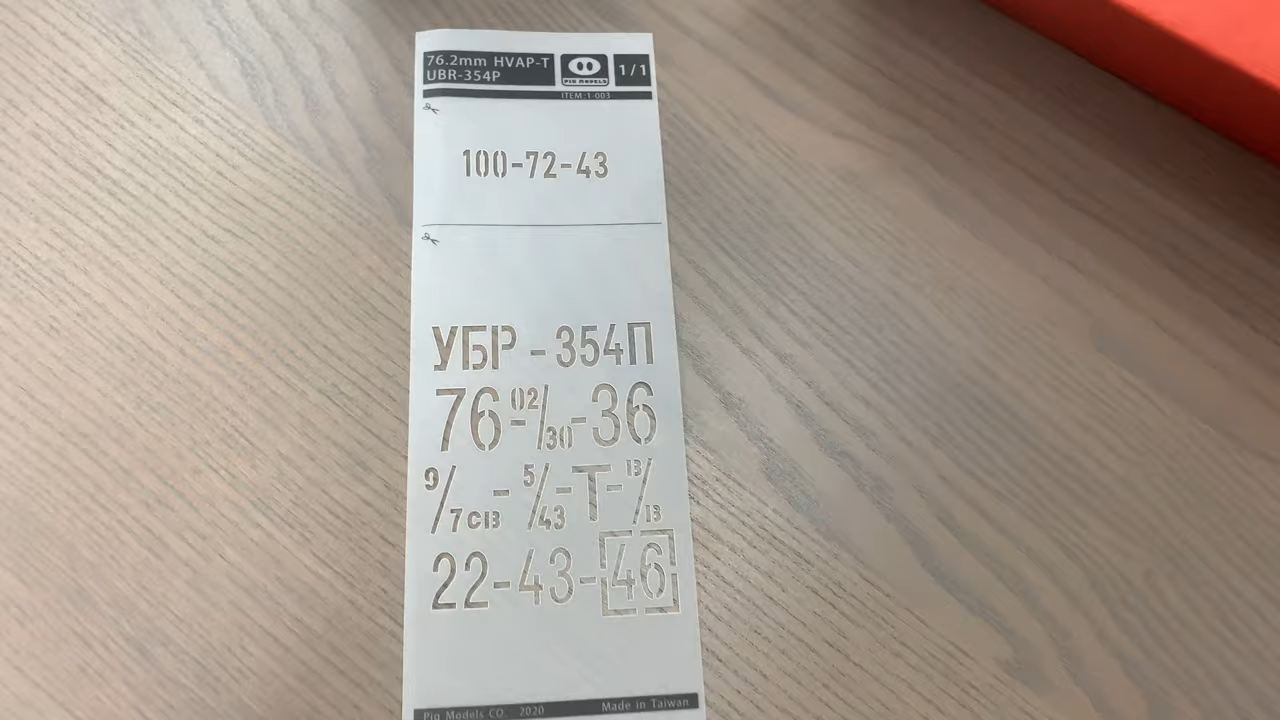 76.2mm HVAP-T
UBR-354P
PIG MODELS
1/1
ITEM:1-003
100-72-43
УБР - 354П
76-02/30-36
9/7СВ - 5/43-Т-13/13
22-43-46
Pig Models CO. 2020
Made in Taiwan